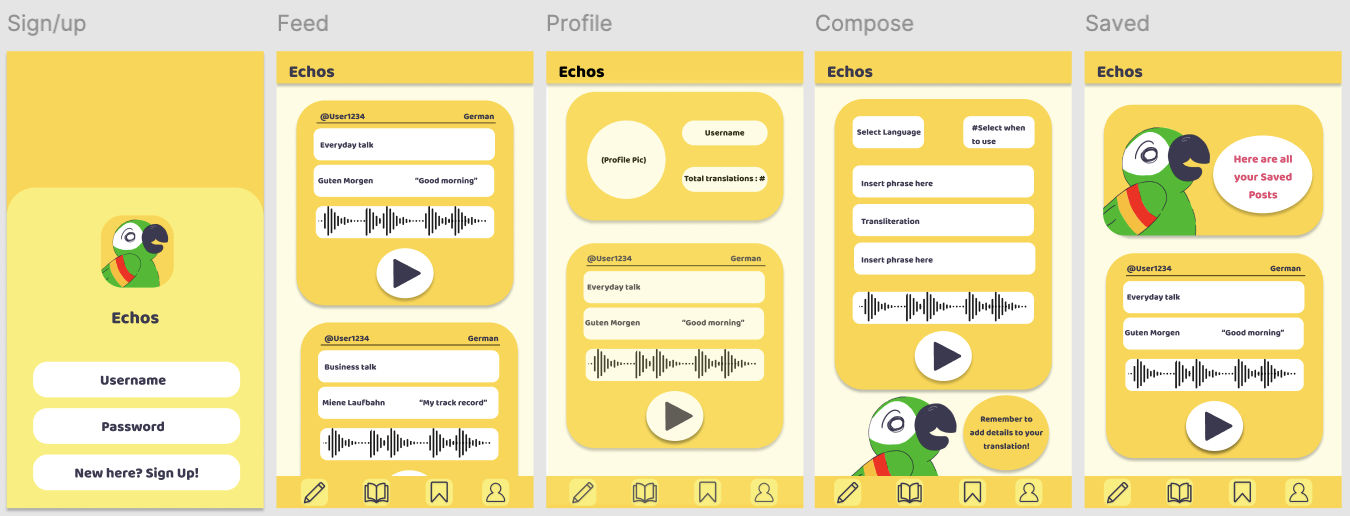 Sign/up
Feed
Profile
Compose
Saved
Echos
Username
Password
New here? Sign Up!
Echos
@User1234 German
Everyday talk
Guten Morgen “Good morning”
@User1234 German
Business talk
Miene Laufbahn “My track record”
Echos
(Profile Pic)
Username
Total translations : #
@User1234 German
Everyday talk
Guten Morgen “Good morning”
Echos
Select Language
#Select when
to use
Insert phrase here
Transliteration
Insert phrase here
Remember to
add details to your
translation!
Echos
Here are all
your Saved
Posts
@User1234 German
Everyday talk
Guten Morgen “Good morning”